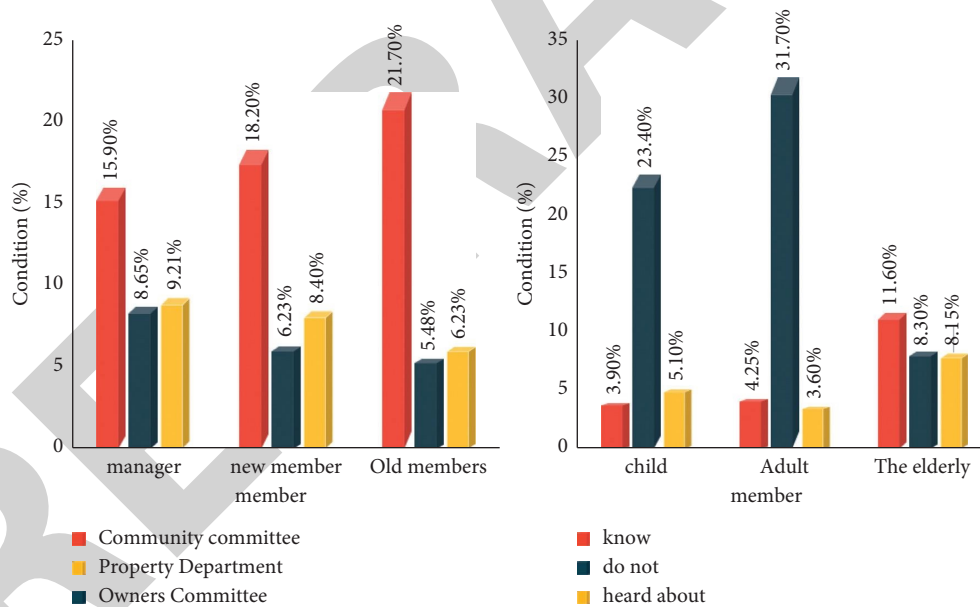 25
20
15
10
5
0
Condition (%)
15.90%
8.65%
9.21%
18.20%
6.23%
8.40%
21.70%
5.48%
6.23%
manager
new member
Old members
member
Community committee
Property Department
Owners Committee
35
30
25
20
15
10
5
0
Condition (%)
3.90%
23.40%
5.10%
4.25%
31.70%
3.60%
11.60%
8.30%
8.15%
child
Adult
The elderly
member
know
do not
heard about